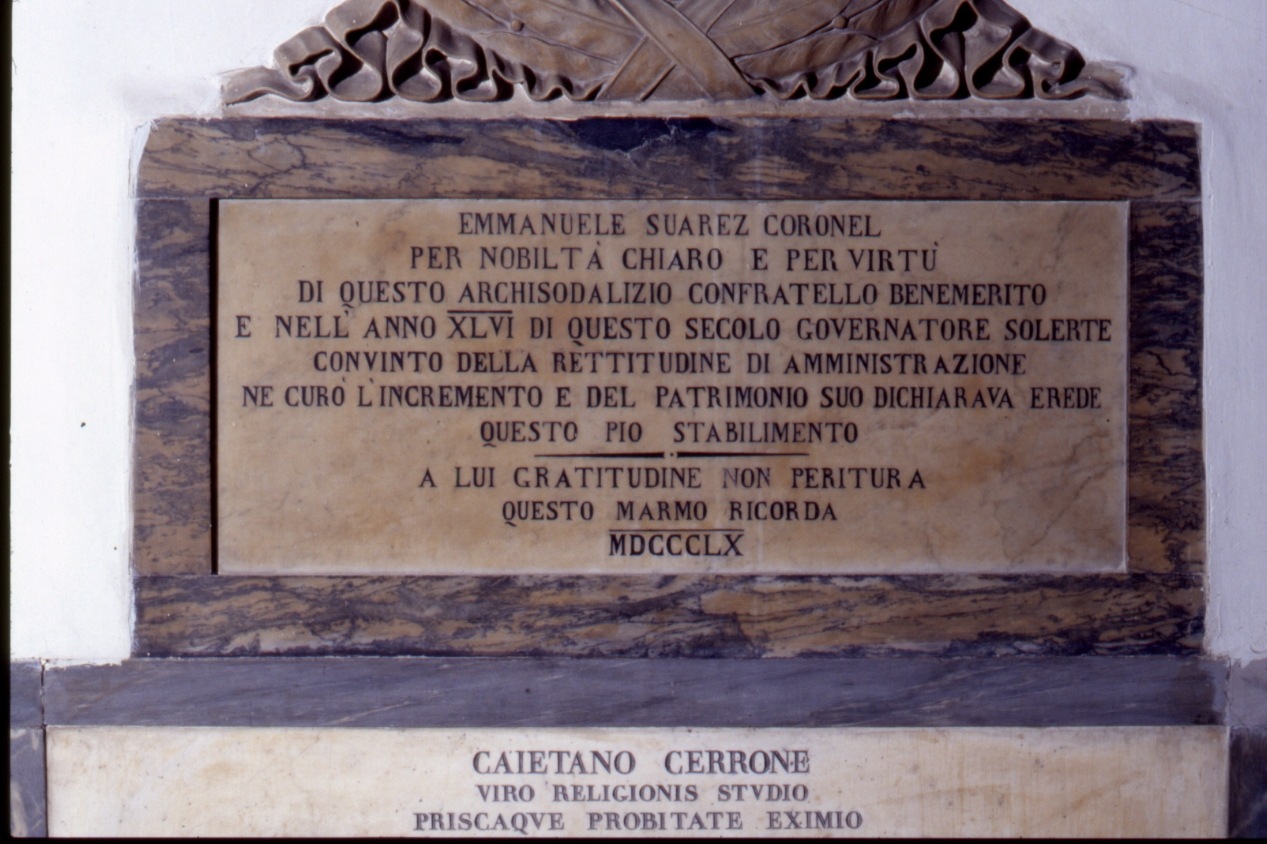 EMMANUELE SUAREZ CORONEL
PER NOBILTÀ CHIARO E PER VIRTÙ
DI QUESTO ARCHISODALIZIO CONFRATELLO BENEMERITO
E NELL' ANNO XLVI DI QUESTO SECOLO GOVERNATORE SOLERTE
CONVINTO DELLA RETTITUDINE DI AMMINISTRAZIONE
NE CURÒ L'INCREMENTO E DEL PATRIMONIO SUO DICHIARAVA EREDE
QUESTO PIO STABILIMENTO
A LUI GRATITUDINE NON PERITURA
QUESTO MARMO RICORDA
MDCCCLX
CAIETANO CERRONE
VIRO RELIGIONIS STVDIO
PRISCAQVE PROBITATE EXIMIO